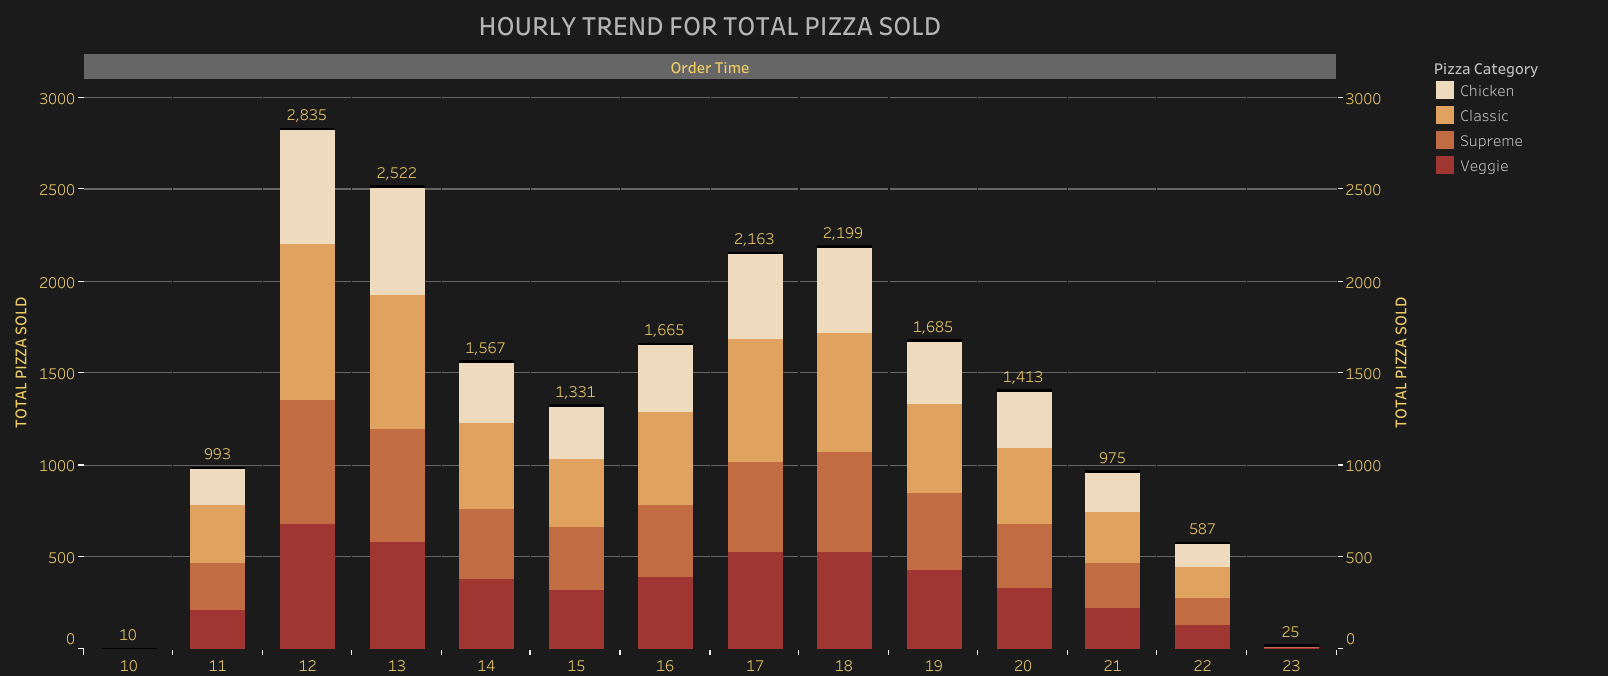 HOURLY TREND FOR TOTAL PIZZA SOLD
Order Time
Pizza Category
Chicken
Classic
Supreme
Veggie
TOTAL PIZZA SOLD
3000
2500
2000
1500
1000
500
0
10
993
2,835
2,522
1,567
1,331
1,665
2,163
2,199
1,685
1,413
975
587
25
3000
2500
2000
1500
1000
500
0
TOTAL PIZZA SOLD
10 11 12 13 14 15 16 17 18 19 20 21 22 23